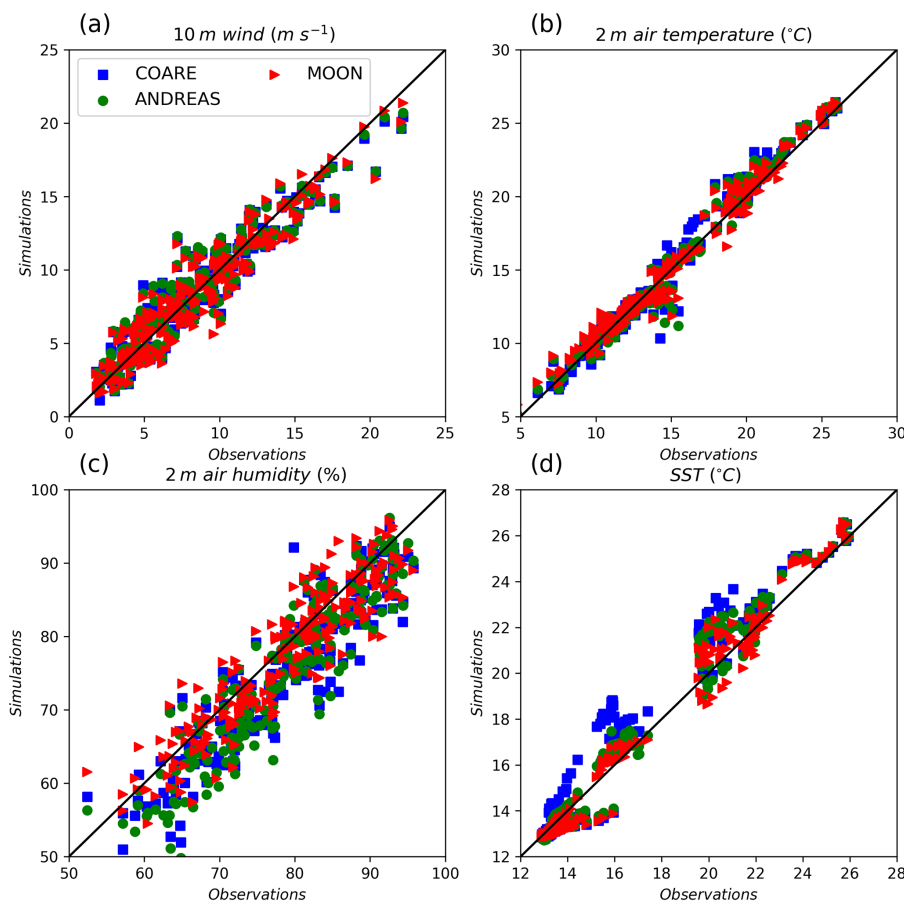 (a)
10 m wind (m s⁻¹)
25
20
15
10
5
0
Simulations
COARE
MOON
ANDREAS
0 5 10 15 20 25
Observations
(b)
2 m air temperature (°C)
30
25
20
15
10
5
Simulations
5 10 15 20 25 30
Observations
(c)
2 m air humidity (%)
100
90
80
70
60
50
Simulations
50 60 70 80 90 100
Observations
(d)
SST (°C)
28
26
24
22
20
18
16
14
12
Simulations
12 14 16 18 20 22 24 26 28
Observations